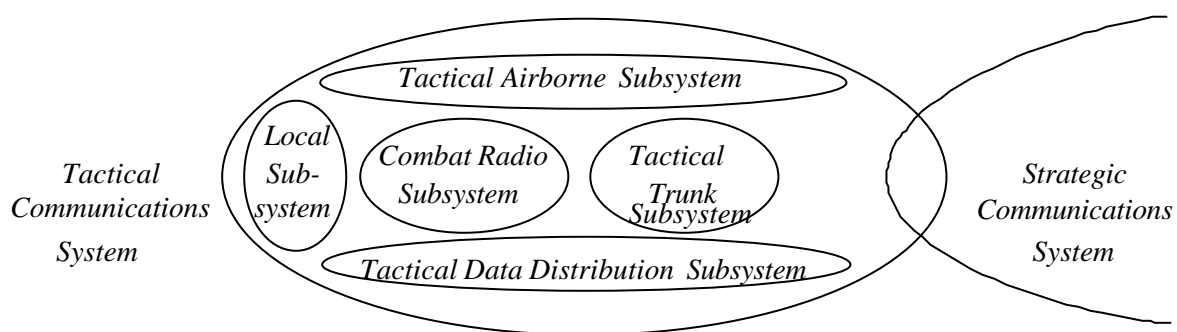 Tactical Airborne Subsystem
Local
Sub-
system
Combat Radio
Subsystem
Tactical
Trunk
Subsystem
Tactical
Communications
System
Strategic
Communications
System
Tactical Data Distribution Subsystem